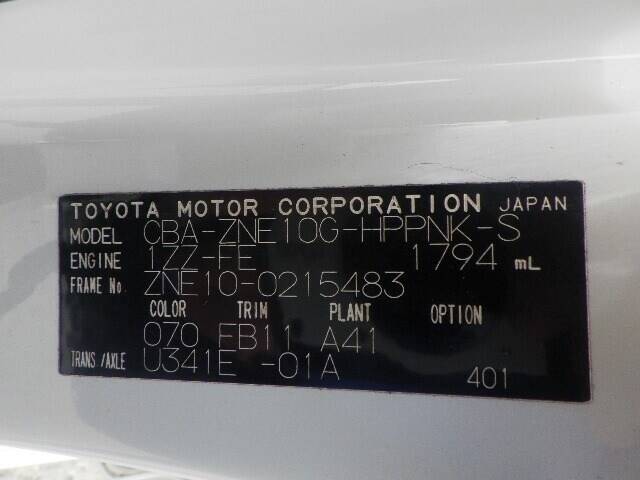 TOYOTA MOTOR CORPORATION JAPAN
MODEL CBA-ZNE10G-HPPNK-S
ENGINE 1ZZ-FE 1794 mL
FRAME No. ZNE10-0215483
COLOR TRIM PLANT OPTION
070 FB11 A41
TRANS/AXLE U341E -01A
401